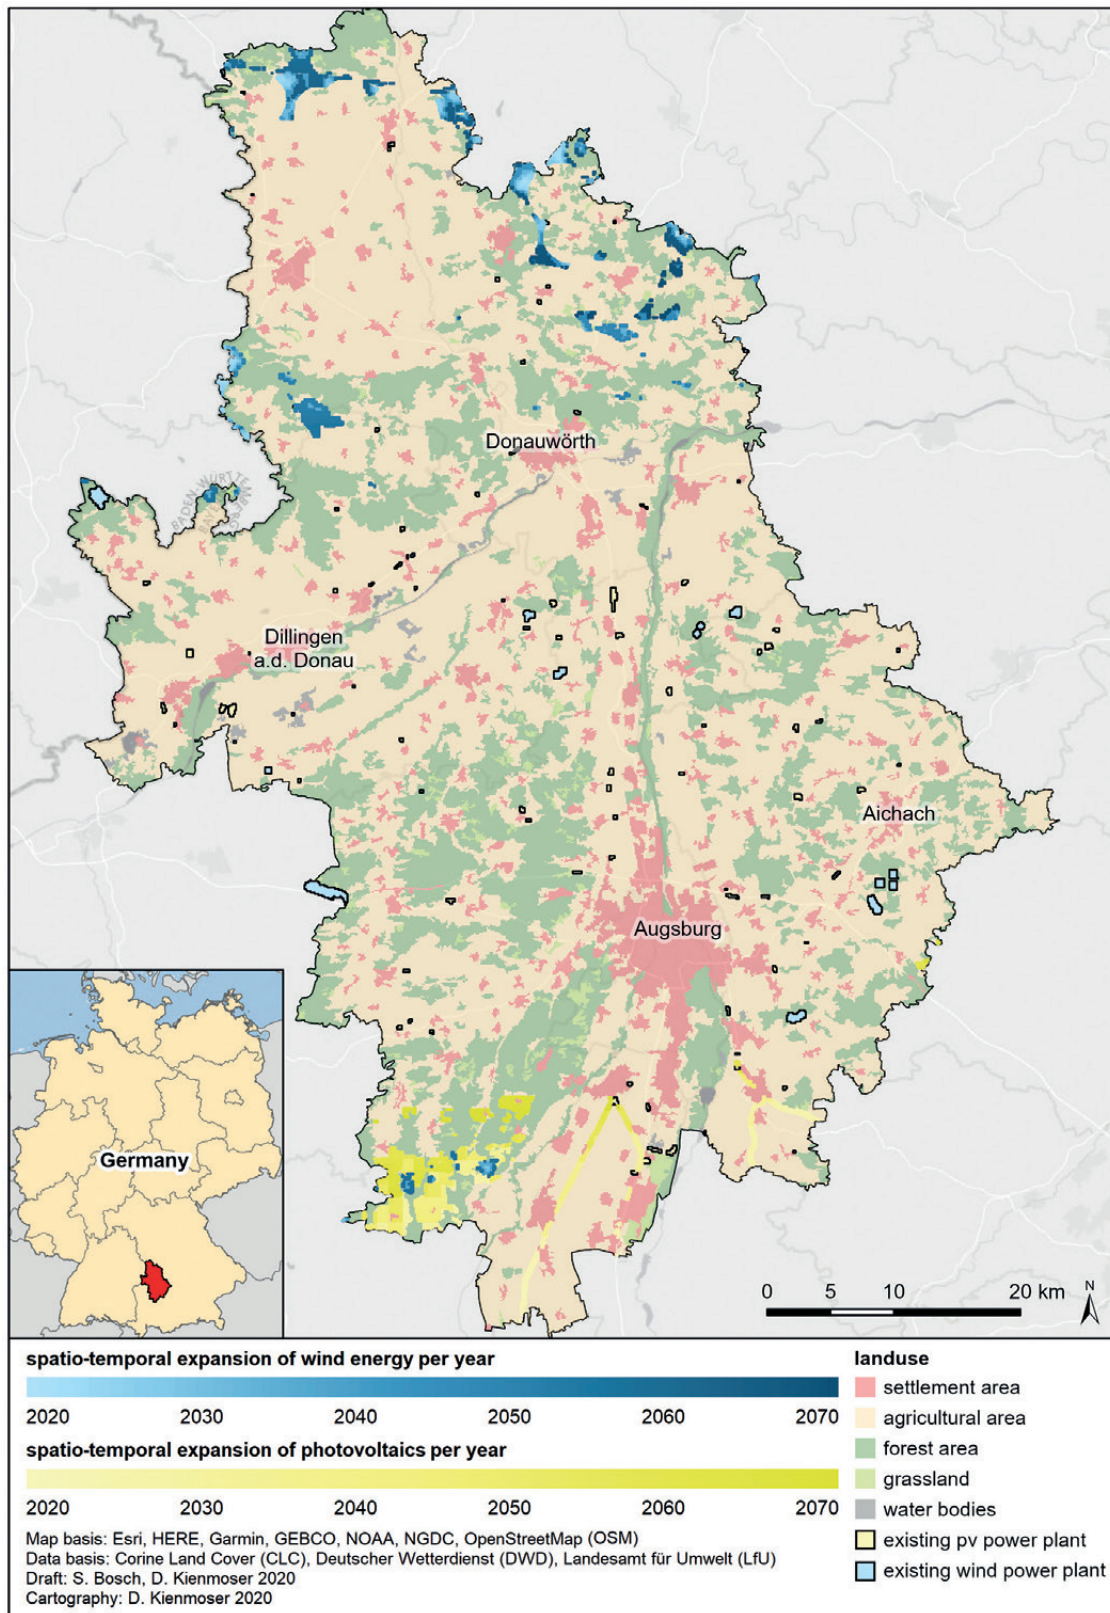 Donauwörth
BADEN-WÜRTTEMBERG
BAYERN
Dillingen
a.d. Donau
Aichach
Augsburg
Germany
0 5 10 20 km
N
spatio-temporal expansion of wind energy per year
2020 2030 2040 2050 2060 2070
spatio-temporal expansion of photovoltaics per year
2020 2030 2040 2050 2060 2070
Map basis: Esri, HERE, Garmin, GEBCO, NOAA, NGDC, OpenStreetMap (OSM)
Data basis: Corine Land Cover (CLC), Deutscher Wetterdienst (DWD), Landesamt für Umwelt (LfU)
Draft: S. Bosch, D. Kienmoser 2020
Cartography: D. Kienmoser 2020
landuse
settlement area
agricultural area
forest area
grassland
water bodies
existing pv power plant
existing wind power plant